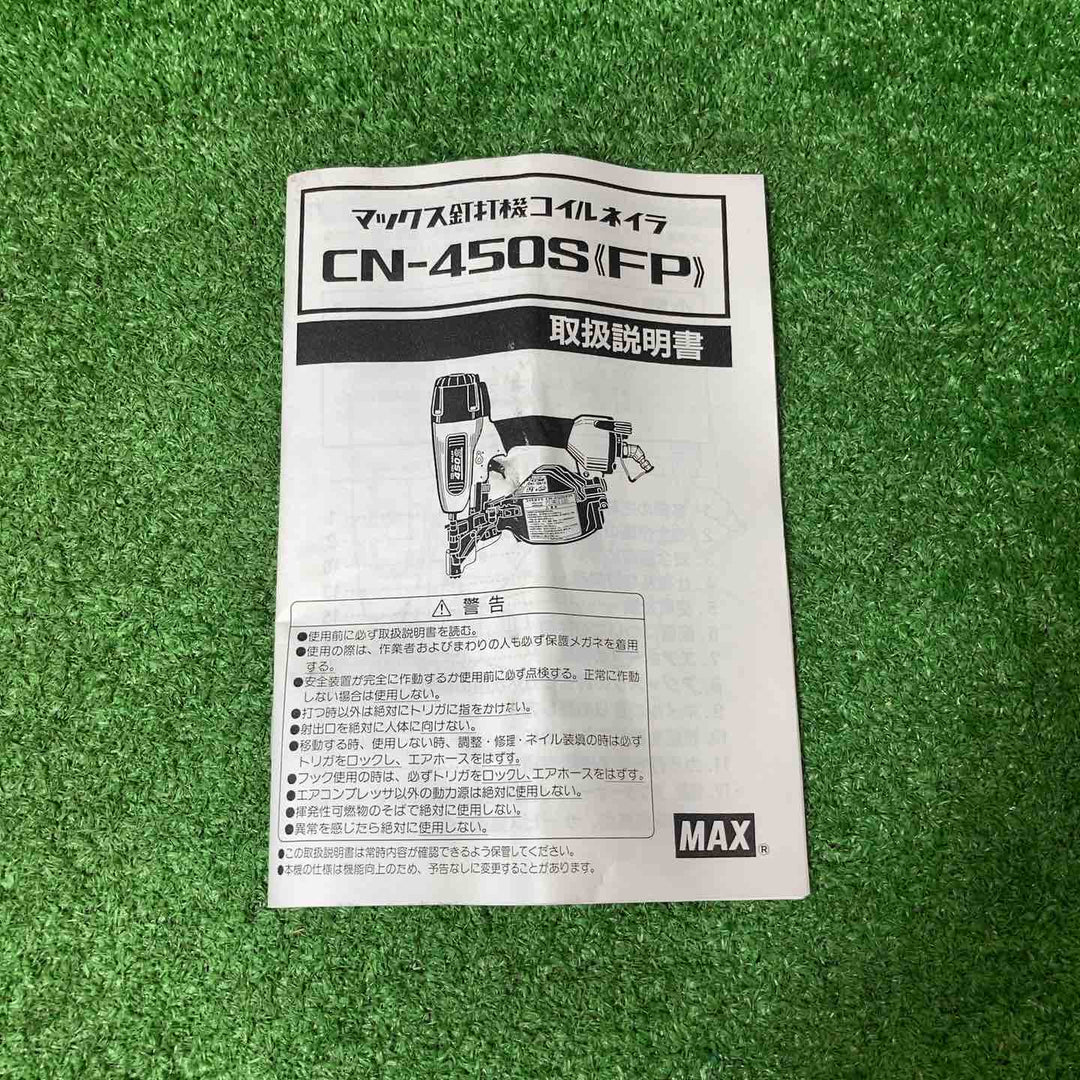 マックス釘打機コイルネイラ
CN-450S《FP》
取扱説明書
⚠ 警告
●使用前に必ず取扱説明書を読む。
●使用の際は、作業者およびまわりの人も必ず保護メガネを着用
する。
●安全装置が完全に作動するか使用前に必ず点検する。正常に作動
しない場合は使用しない。
●打つ時以外は絶対にトリガに指をかけない。
●射出口を絶対に人体に向けない。
●移動する時、使用しない時、調整・修理・ネイル装填の時は必ず
トリガをロックし、エアホースをはずす。
●フック使用の時は、必ずトリガをロックし、エアホースをはずす。
●エアコンプレッサ以外の動力源は絶対に使用しない。
●揮発性可燃物のそばで絶対に使用しない。
●異常を感じたら絶対に使用しない。
●この取扱説明書は常時内容が確認できるよう保管してください。
●本機の仕様は機能向上のため、予告なしに変更することがあります。
MAX®